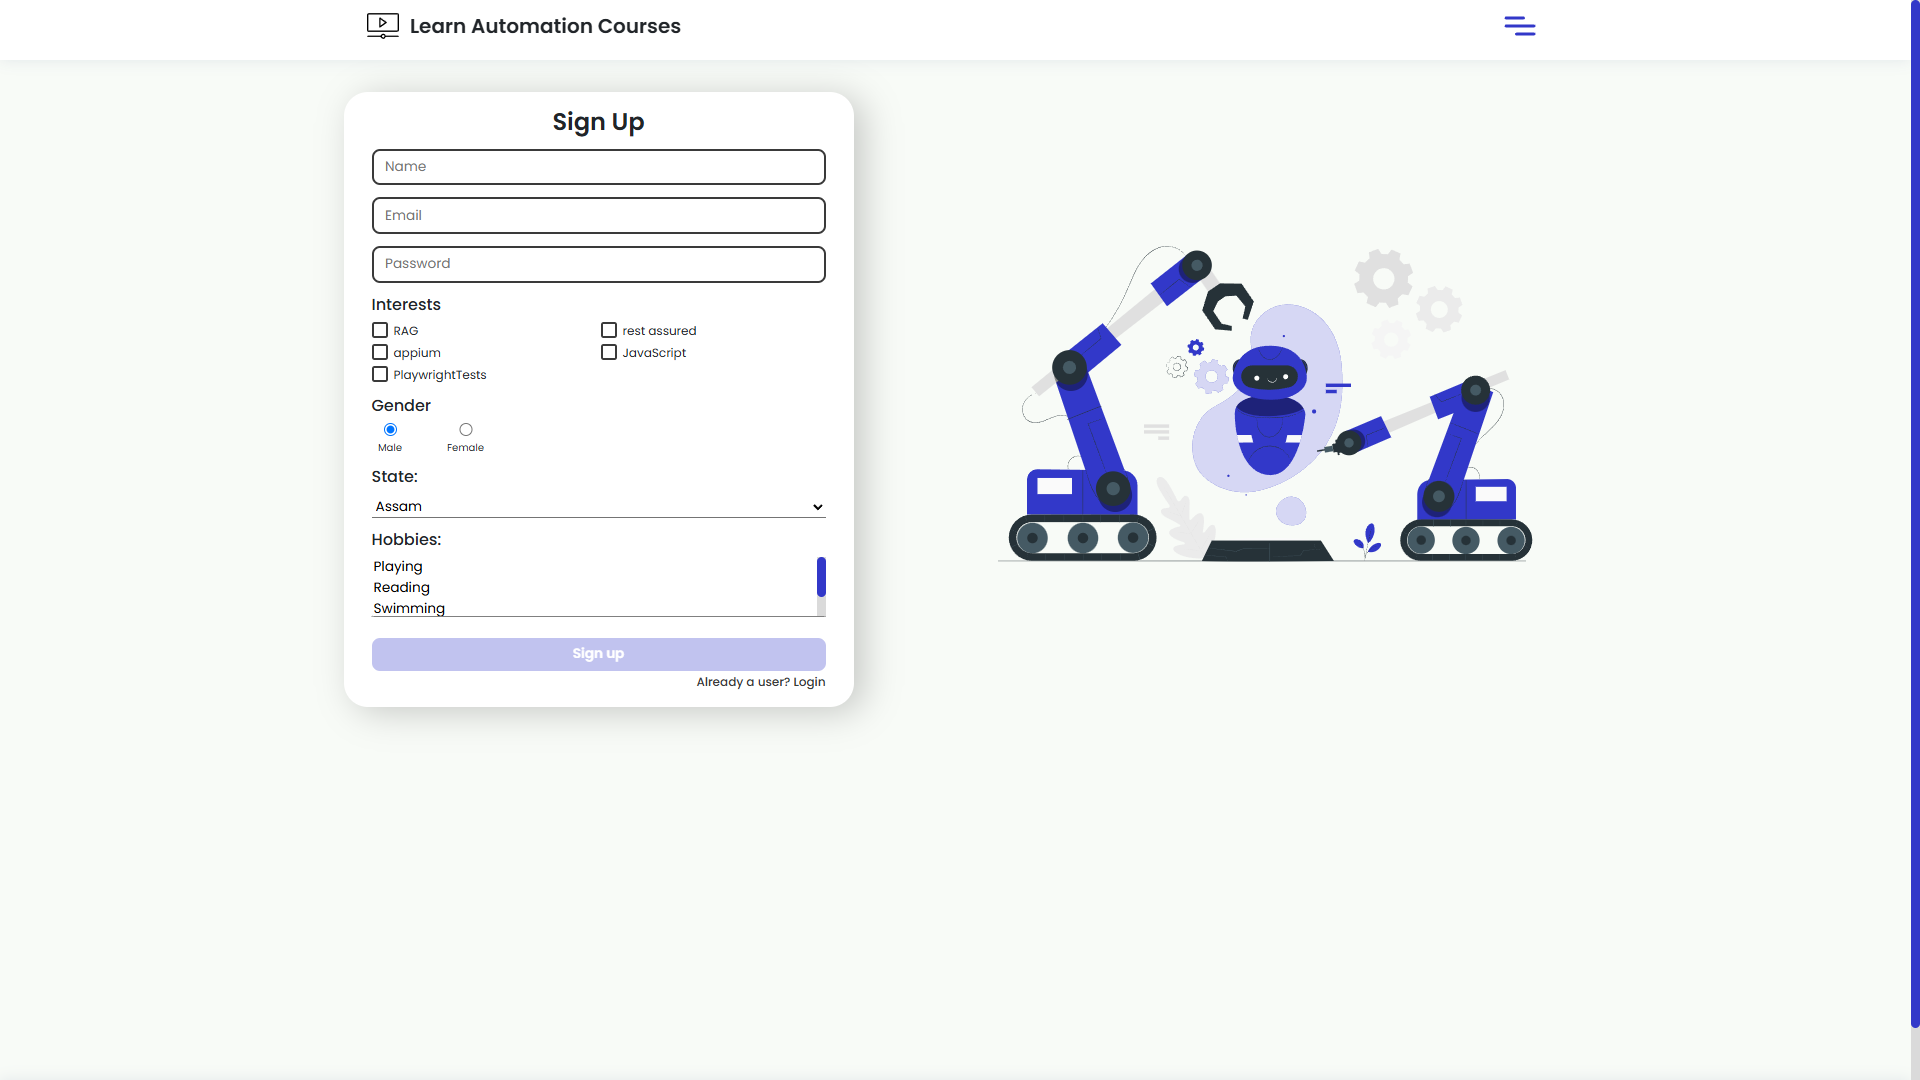 Learn Automation Courses
Sign Up
Name
Email
Password
Interests
RAG
rest assured
appium
JavaScript
PlaywrightTests
Gender
Male
Female
State:
Assam
Hobbies:
Playing
Reading
Swimming
Sign up
Already a user? Login